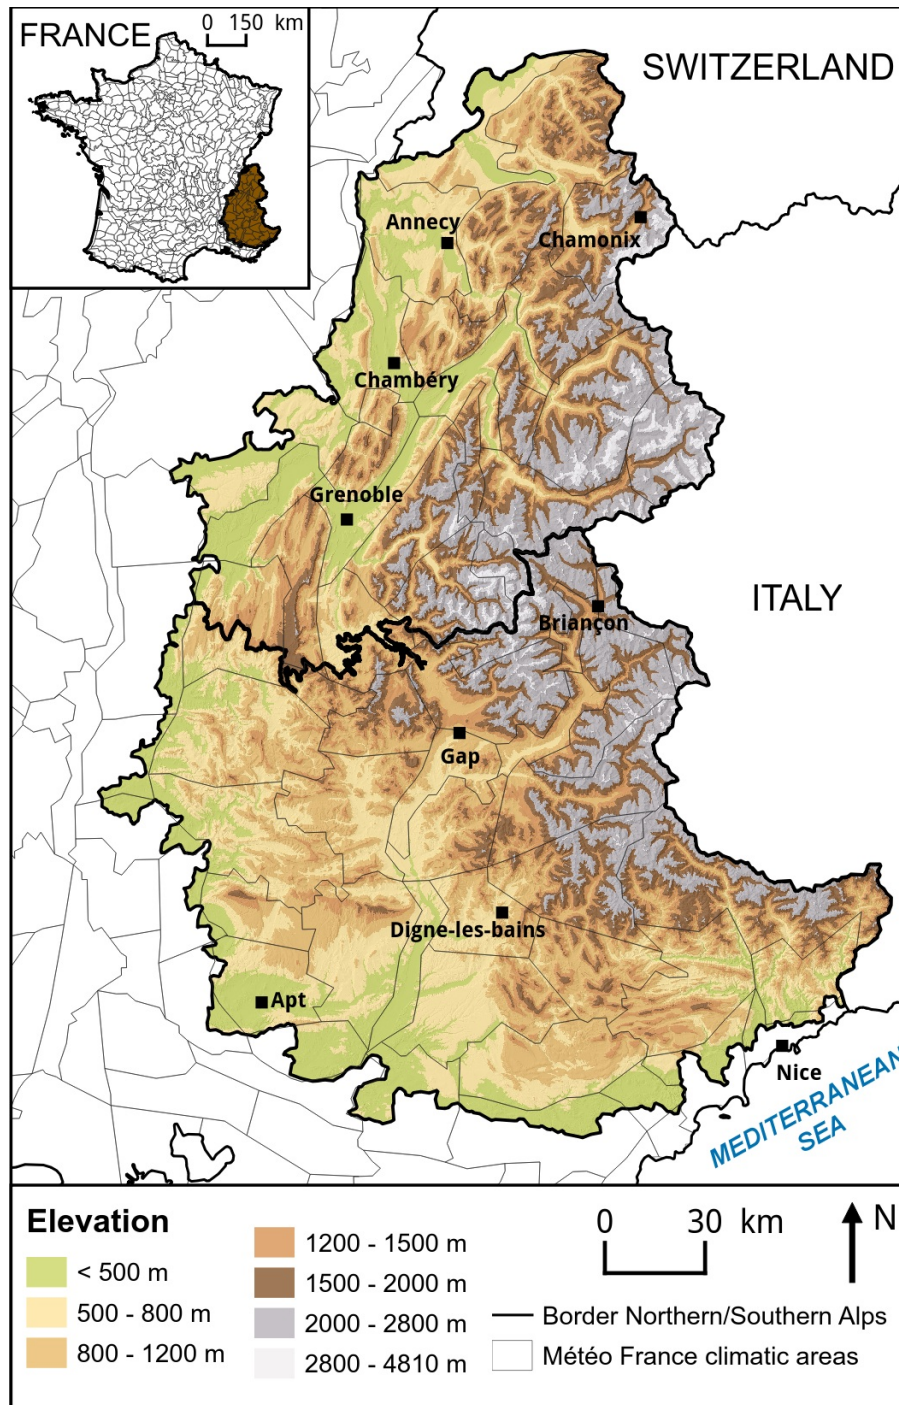 FRANCE
0 150 km
SWITZERLAND
Annecy
Chamonix
Chambéry
Grenoble
ITALY
Briançon
Gap
Digne-les-bains
Apt
Nice
MEDITERRANEAN
SEA
Elevation
< 500 m
500 - 800 m
800 - 1200 m
1200 - 1500 m
1500 - 2000 m
2000 - 2800 m
2800 - 4810 m
0 30 km
N
Border Northern/Southern Alps
Météo France climatic areas